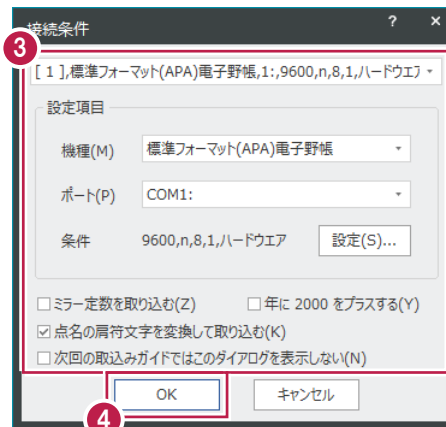 接続条件 ? ×
3
[ 1 ],標準フォーマット(APA)電子野帳,1:,9600,n,8,1,ハードウエア
設定項目
機種(M) 標準フォーマット(APA)電子野帳
ポート(P) COM1:
条件 9600,n,8,1,ハードウエア 設定(S)...
ミラー定数を取り込む(Z) 年に 2000 をプラスする(Y)
点名の肩符文字を変換して取り込む(K)
次回の取込みガイドではこのダイアログを表示しない(N)
OK キャンセル
4